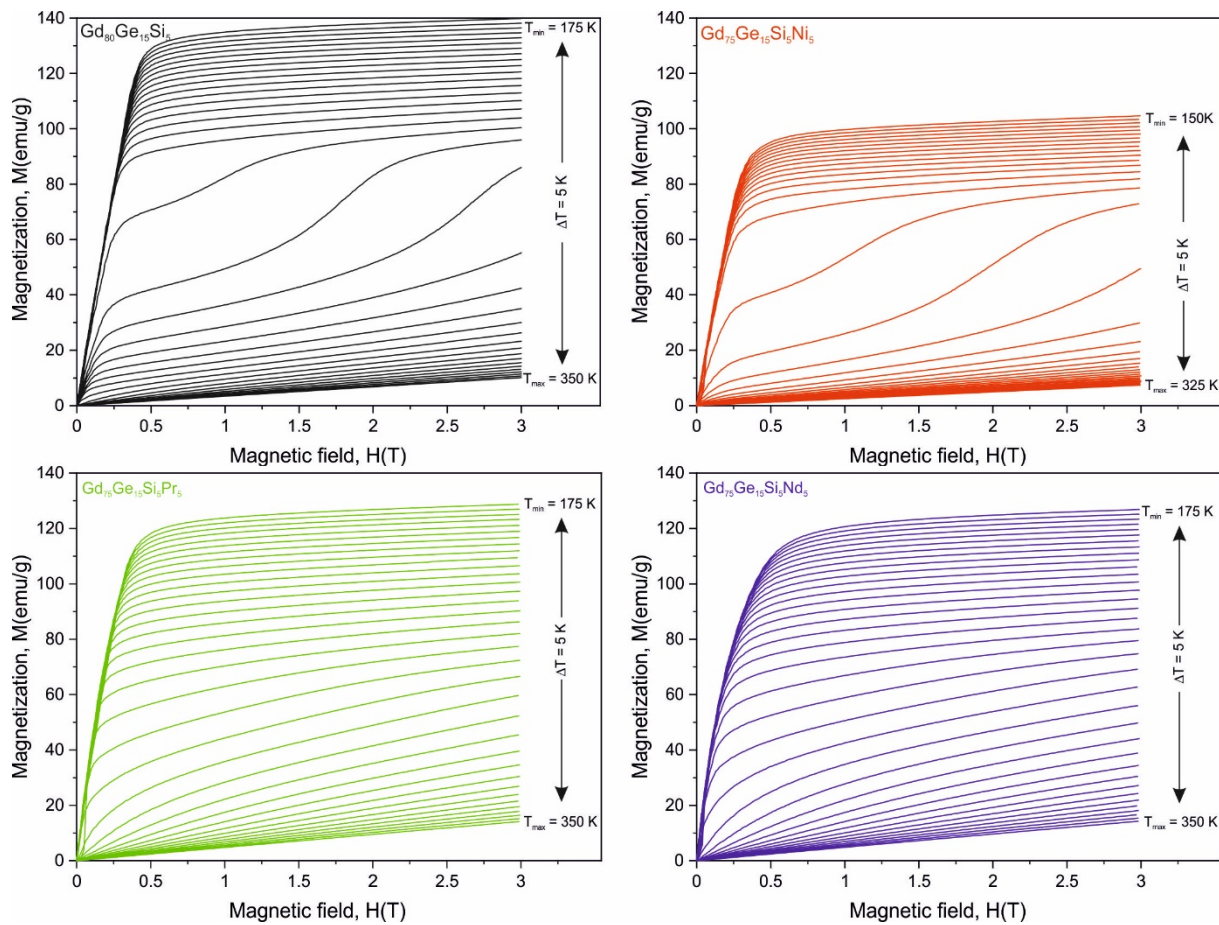 Gd₈₀Ge₁₅Si₅
Magnetization, M(emu/g)
140
120
100
80
60
40
20
0
0
0.5
1
1.5
2
2.5
3
Magnetic field, H(T)
Tmin = 175 K
ΔT = 5 K
Tmax = 350 K
Gd₇₅Ge₁₅Si₅Ni₅
Magnetization, M(emu/g)
140
120
100
80
60
40
20
0
0
0.5
1
1.5
2
2.5
3
Magnetic field, H(T)
Tmin = 150K
ΔT = 5 K
Tmax = 325 K
Gd₇₅Ge₁₅Si₅Pr₅
Magnetization, M(emu/g)
140
120
100
80
60
40
20
0
0
0.5
1
1.5
2
2.5
3
Magnetic field, H(T)
Tmin = 175 K
ΔT = 5 K
Tmax = 350 K
Gd₇₅Ge₁₅Si₅Nd₅
Magnetization, M(emu/g)
140
120
100
80
60
40
20
0
0
0.5
1
1.5
2
2.5
3
Magnetic field, H(T)
Tmin = 175 K
ΔT = 5 K
Tmax = 350 K